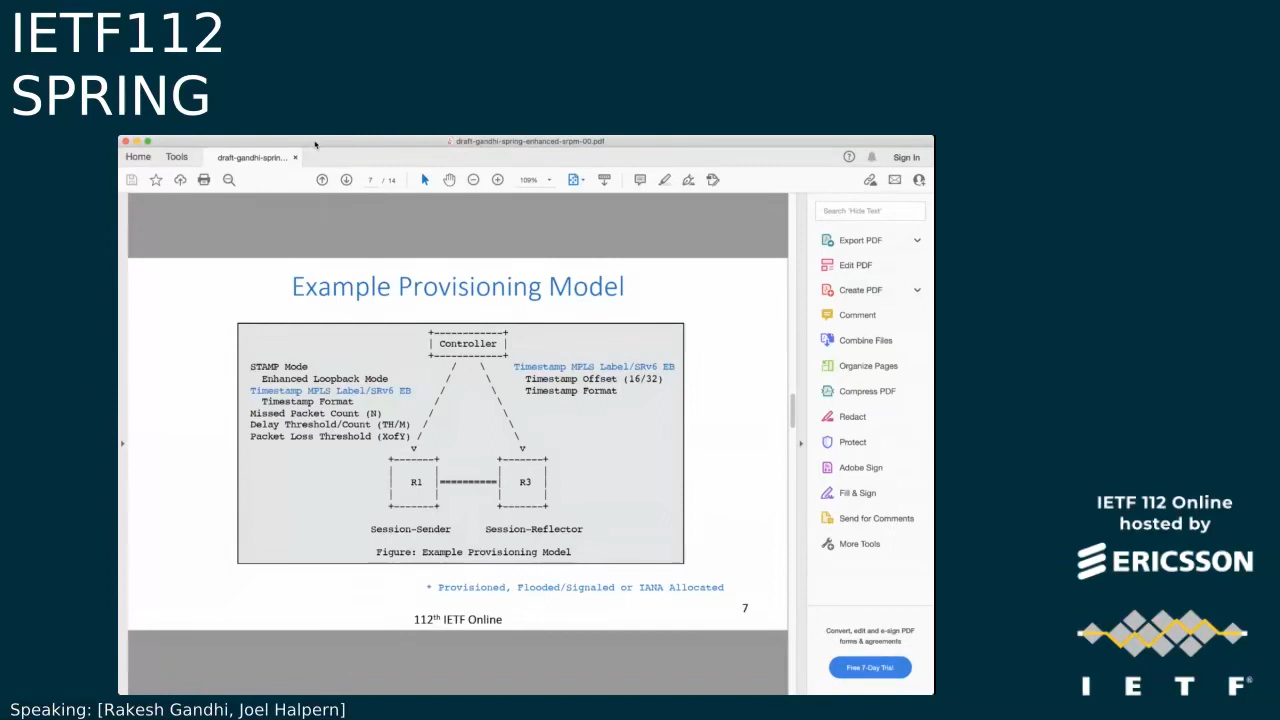 IETF112
SPRING
draft-gandhi-spring-enhanced-srpm-00.pdf
Home Tools draft-gandhi-sprin... × Sign In
7 / 14 109%
Search 'Hide Text'
Export PDF
Edit PDF
Create PDF
Comment
Combine Files
Organize Pages
Compress PDF
Redact
Protect
Adobe Sign
Fill & Sign
Send for Comments
More Tools
Convert, edit and e-sign PDF
forms & agreements
Free 7-Day Trial
Example Provisioning Model
+------------+
| Controller |
+------------+
STAMP Mode / \ Timestamp MPLS Label/SRv6 EB
Enhanced Loopback Mode / \ Timestamp Offset (16/32)
Timestamp MPLS Label/SRv6 EB / \ Timestamp Format
Timestamp Format / \
Missed Packet Count (N) / \
Delay Threshold/Count (TH/M) / \
Packet Loss Threshold (XofY) / \
v v
+-------+ +-------+
| | | |
| R1 |==========| R3 |
| | | |
+-------+ +-------+
Session-Sender Session-Reflector
Figure: Example Provisioning Model
* Provisioned, Flooded/Signaled or IANA Allocated
7
112th IETF Online
IETF 112 Online
hosted by
ERICSSON
I E T F®
Speaking: [Rakesh Gandhi, Joel Halpern]